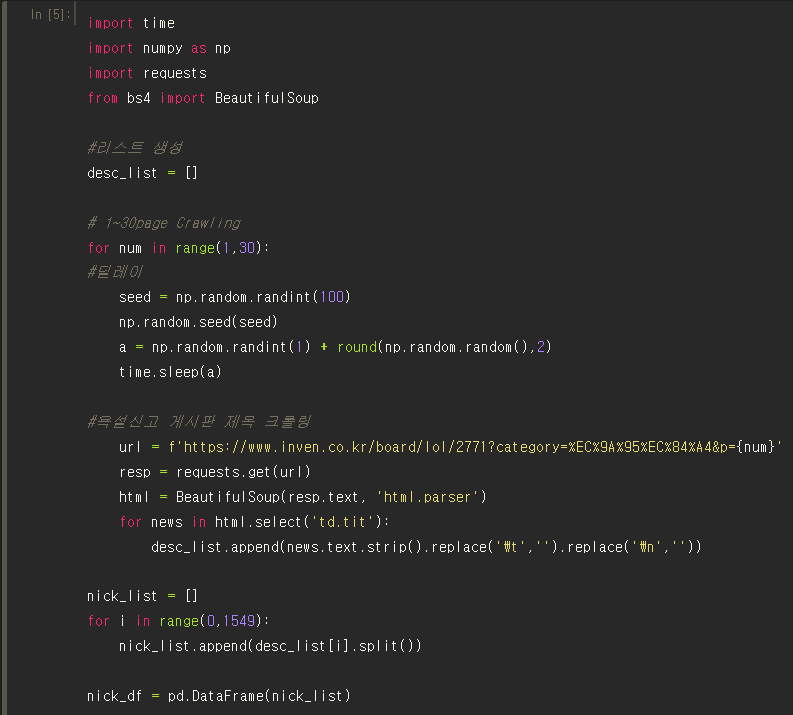 In [5]:
import time
import numpy as np
import requests
from bs4 import BeautifulSoup
#리스트 생성
desc_list = []
# 1~30page Crawling
for num in range(1,30):
#딜레이
seed = np.random.randint(100)
np.random.seed(seed)
a = np.random.randint(1) + round(np.random.random(),2)
time.sleep(a)
#욕설신고 게시판 제목 크롤링
url = f'https://www.inven.co.kr/board/lol/2771?category=%EC%9A%95%EC%84%A4&p={num}'
resp = requests.get(url)
html = BeautifulSoup(resp.text, 'html.parser')
for news in html.select('td.tit'):
desc_list.append(news.text.strip().replace('₩t','').replace('₩n',''))
nick_list = []
for i in range(0,1549):
nick_list.append(desc_list[i].split())
nick_df = pd.DataFrame(nick_list)